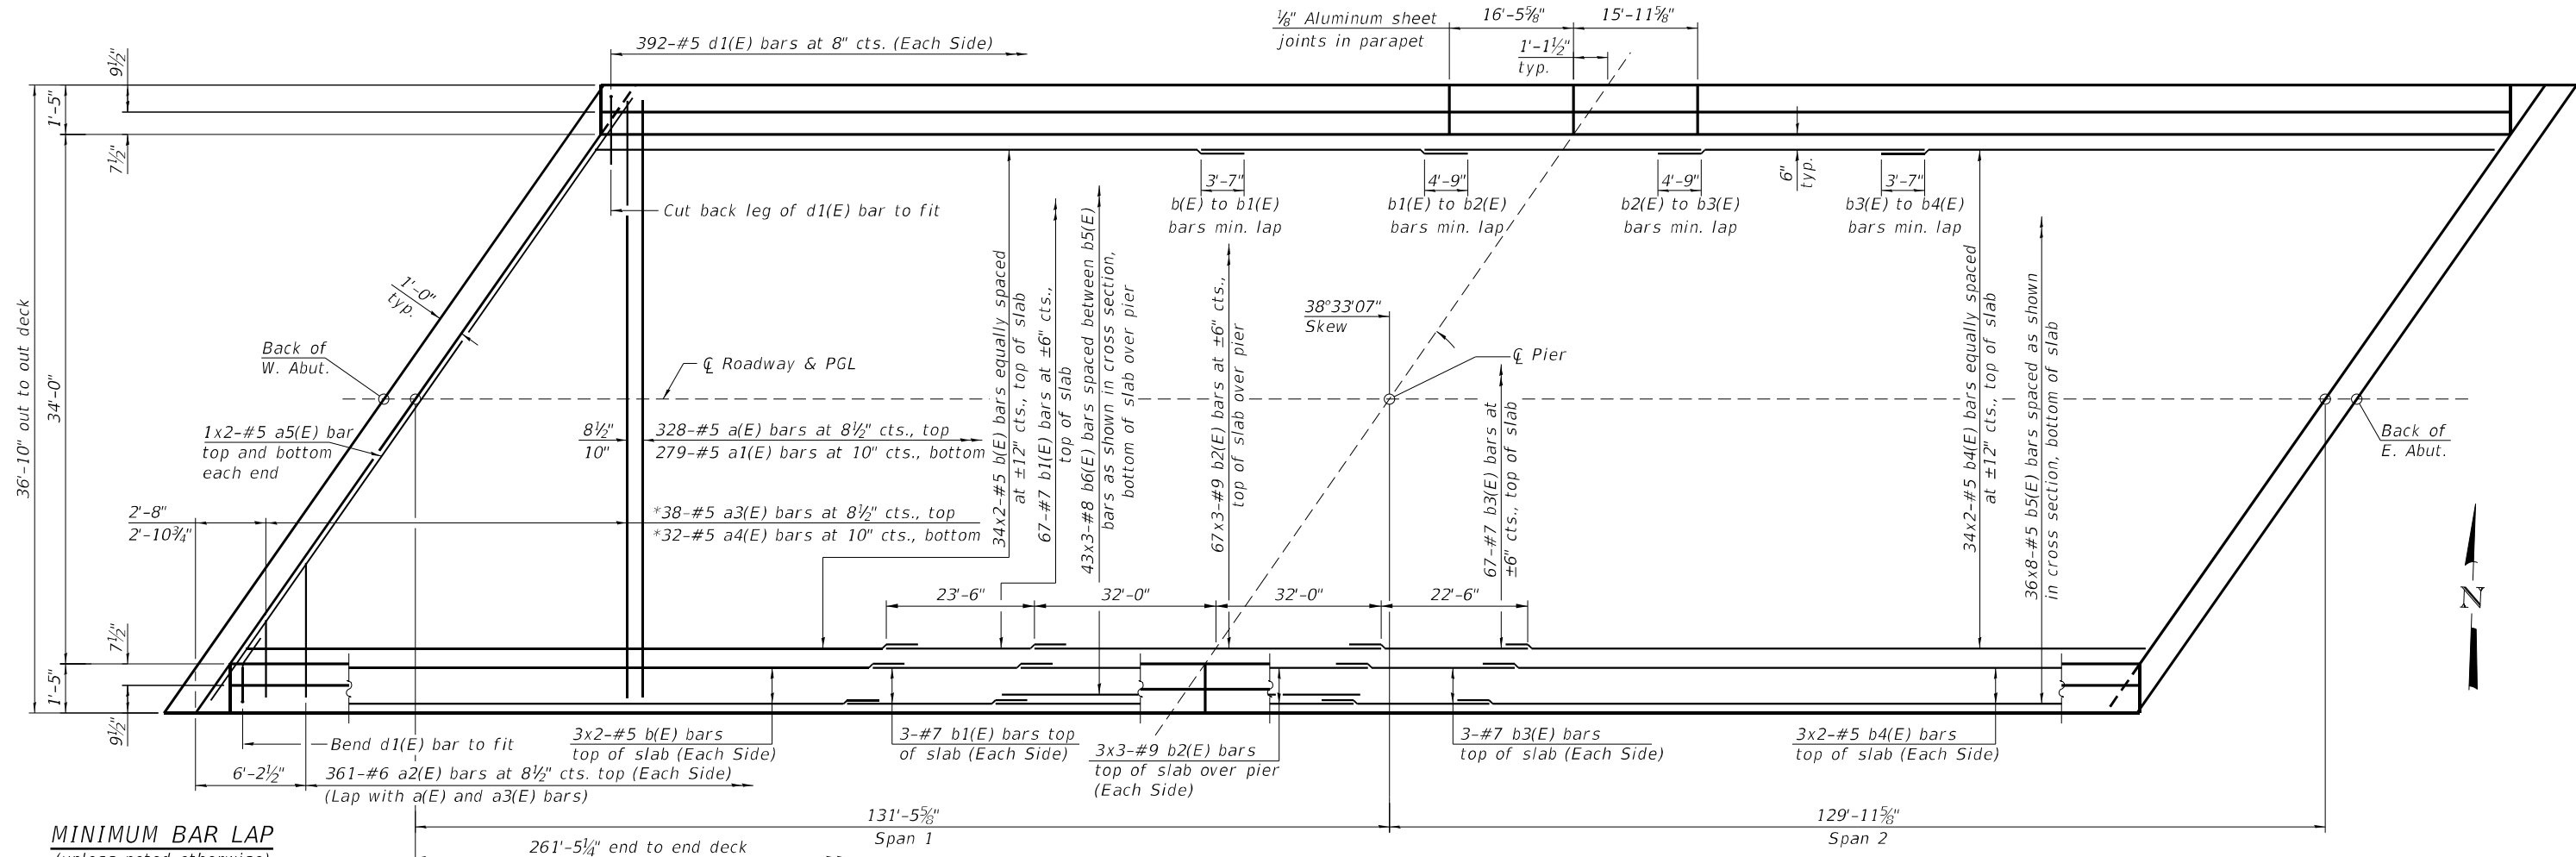 1/8" Aluminum sheet
joints in parapet
16'-5 5/8"
15'-11 5/8"
1'-1 1/2"
typ.
392-#5 d1(E) bars at 8" cts. (Each Side)
9 1/2"
1'-5"
7 1/2"
36'-10" out to out deck
34'-0"
Cut back leg of d1(E) bar to fit
3'-7"
b(E) to b1(E)
bars min. lap
4'-9"
b1(E) to b2(E)
bars min. lap
4'-9"
b2(E) to b3(E)
bars min. lap
3'-7"
b3(E) to b4(E)
bars min. lap
6"
typ.
1'-0"
typ.
Back of
W. Abut.
℄ Roadway & PGL
38°33'07"
Skew
℄ Pier
Back of
E. Abut.
1x2-#5 a5(E) bar
top and bottom
each end
8 1/2"
10"
328-#5 a(E) bars at 8 1/2" cts., top
279-#5 a1(E) bars at 10" cts., bottom
*38-#5 a3(E) bars at 8 1/2" cts., top
*32-#5 a4(E) bars at 10" cts., bottom
34x2-#5 b(E) bars equally spaced
at ±12" cts., top of slab
67-#7 b1(E) bars at ±6" cts.,
top of slab
43x3-#8 b6(E) bars spaced between b5(E)
bars as shown in cross section,
bottom of slab over pier
67x3-#9 b2(E) bars at ±6" cts.,
top of slab over pier
67-#7 b3(E) bars at
±6" cts., top of slab
34x2-#5 b4(E) bars equally spaced
at ±12" cts., top of slab
36x8-#5 b5(E) bars spaced as shown
in cross section, bottom of slab
N
2'-8"
2'-10 3/4"
23'-6"
32'-0"
32'-0"
22'-6"
7 1/2"
1'-5"
9 1/2"
Bend d1(E) bar to fit
3x2-#5 b(E) bars
top of slab (Each Side)
3-#7 b1(E) bars top
of slab (Each Side)
3x3-#9 b2(E) bars
top of slab over pier
(Each Side)
3-#7 b3(E) bars
top of slab (Each Side)
3x2-#5 b4(E) bars
top of slab (Each Side)
6'-2 1/2"
361-#6 a2(E) bars at 8 1/2" cts. top (Each Side)
(Lap with a(E) and a3(E) bars)
131'-5 5/8"
Span 1
129'-11 5/8"
Span 2
261'-5 1/4" end to end deck
MINIMUM BAR LAP
(unless noted otherwise)